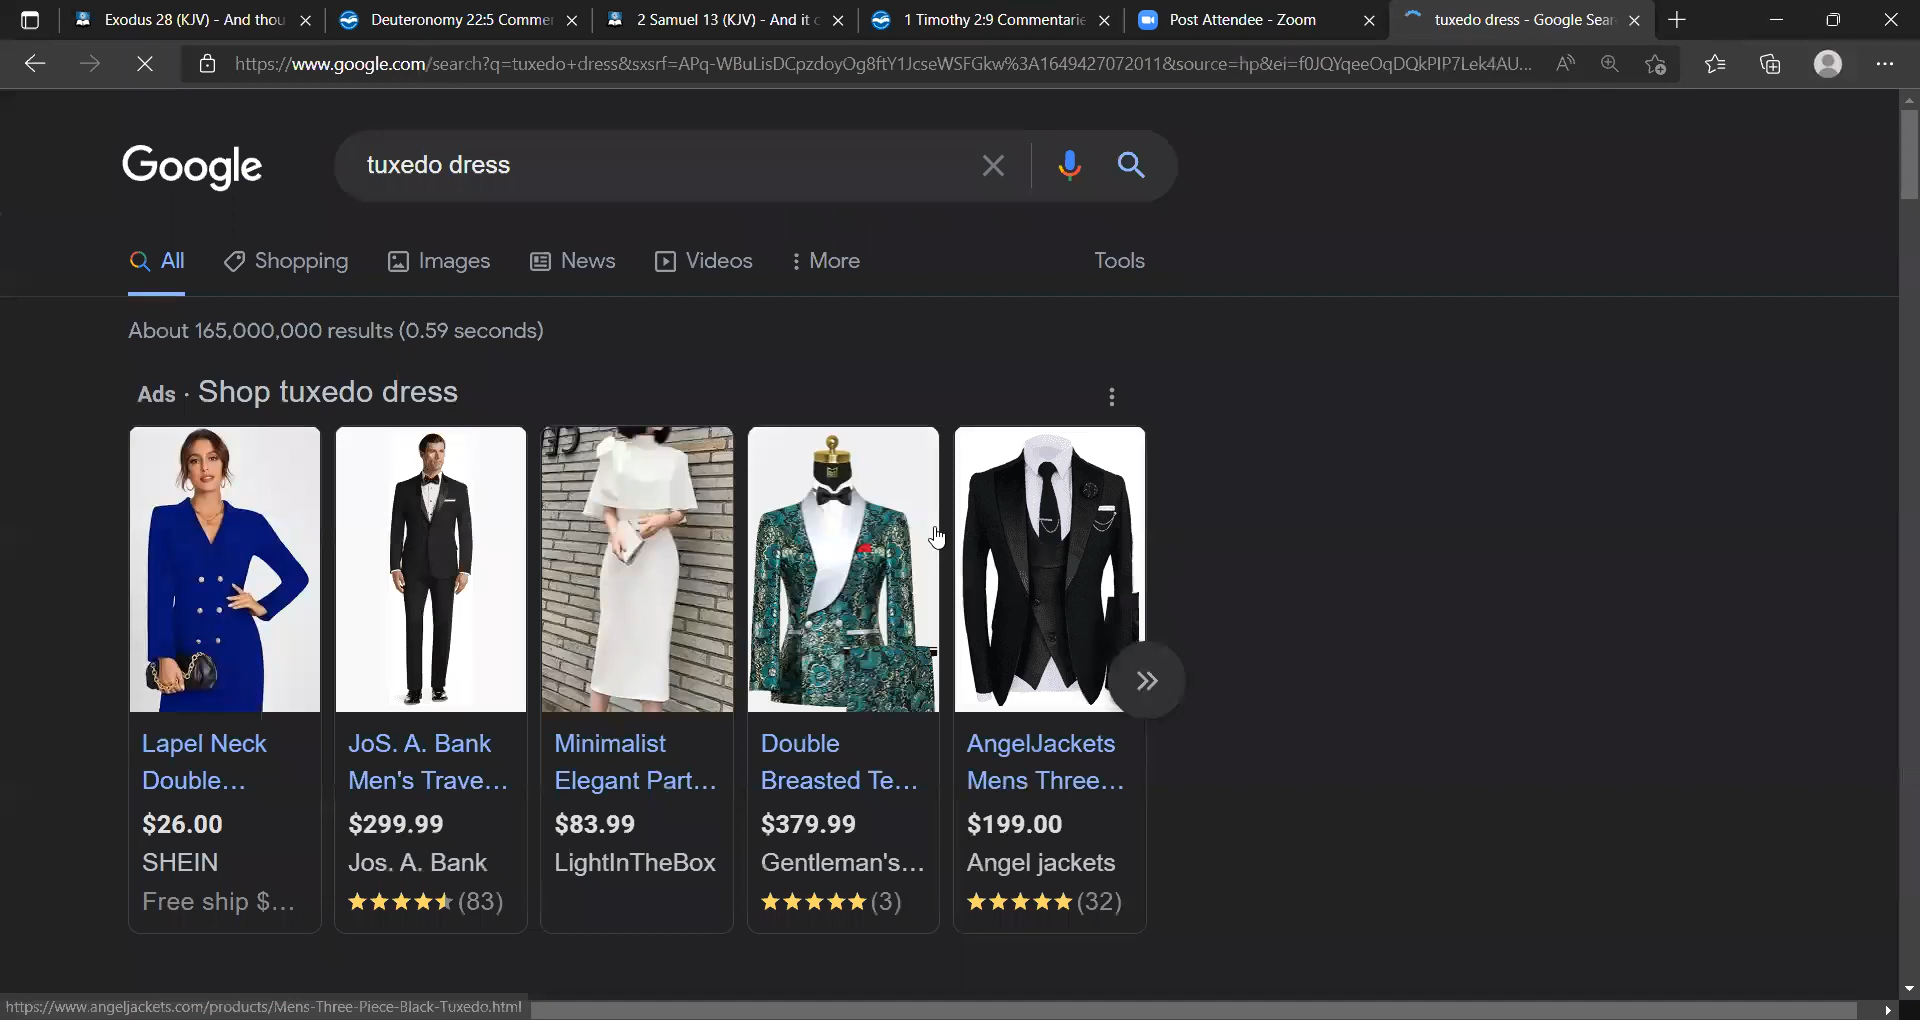 Exodus 28 (KJV) - And thou
Deuteronomy 22:5 Commen
2 Samuel 13 (KJV) - And it c
1 Timothy 2:9 Commentarie
Post Attendee - Zoom
tuxedo dress - Google Sear
https://www.google.com/search?q=tuxedo+dress&sxsrf=APq-WBuLisDCpzdoyOg8ftY1JcseWSFGkw%3A1649427072011&source=hp&ei=f0JQYqeeOqDQkPIP7Lek4AU...
Google
tuxedo dress
All Shopping Images News Videos More Tools
About 165,000,000 results (0.59 seconds)
Ads · Shop tuxedo dress
Lapel Neck
Double...
$26.00
SHEIN
Free ship $...
JoS. A. Bank
Men's Trave...
$299.99
Jos. A. Bank
(83)
Minimalist
Elegant Part...
$83.99
LightInTheBox
Double
Breasted Te...
$379.99
Gentleman's...
(3)
AngelJackets
Mens Three...
$199.00
Angel jackets
(32)
https://www.angeljackets.com/products/Mens-Three-Piece-Black-Tuxedo.html